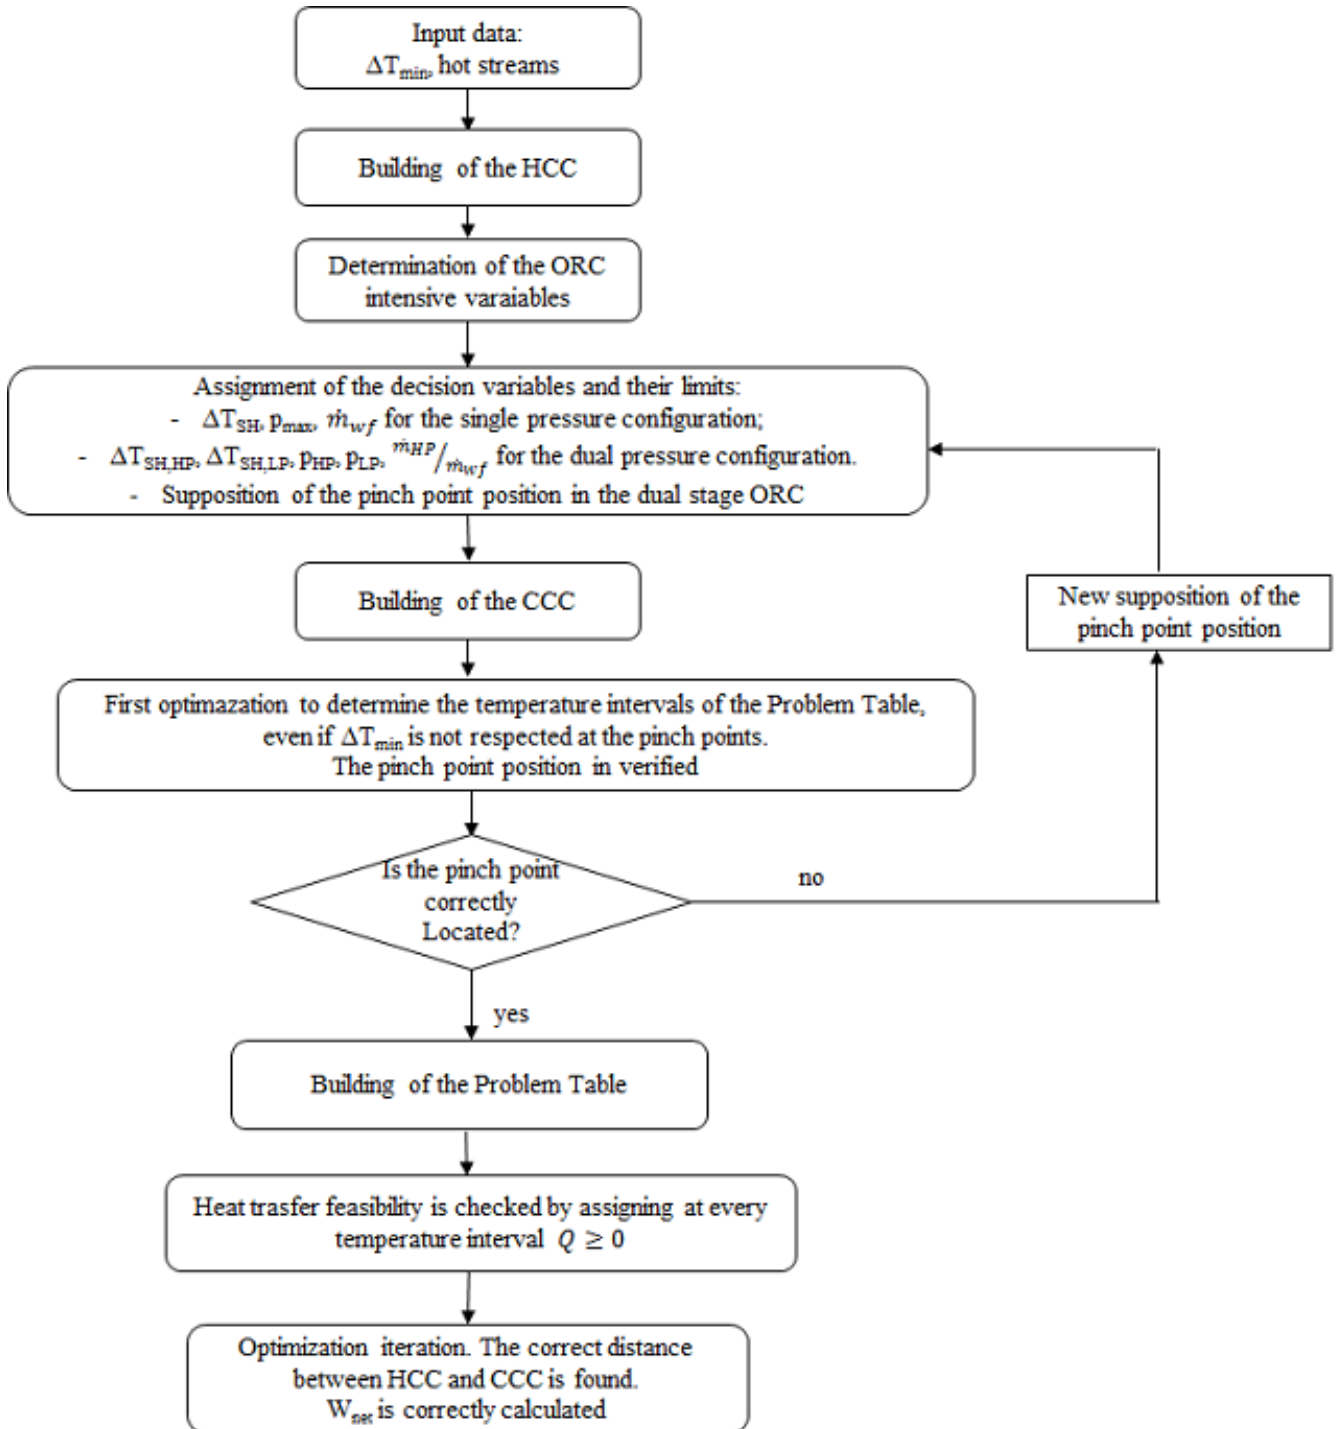 Input data:
ΔTmin, hot streams
Building of the HCC
Determination of the ORC
intensive varaiables
Assignment of the decision variables and their limits:
- ΔTSH, pmax, ṁwf for the single pressure configuration;
- ΔTSH,HP, ΔTSH,LP, pHP, pLP, ṁHP/ṁwf for the dual pressure configuration.
- Supposition of the pinch point position in the dual stage ORC
Building of the CCC
New supposition of the
pinch point position
First optimazation to determine the temperature intervals of the Problem Table,
even if ΔTmin is not respected at the pinch points.
The pinch point position in verified
Is the pinch point
correctly
Located?
no
yes
Building of the Problem Table
Heat trasfer feasibility is checked by assigning at every
temperature interval Q ≥ 0
Optimization iteration. The correct distance
between HCC and CCC is found.
Wnet is correctly calculated